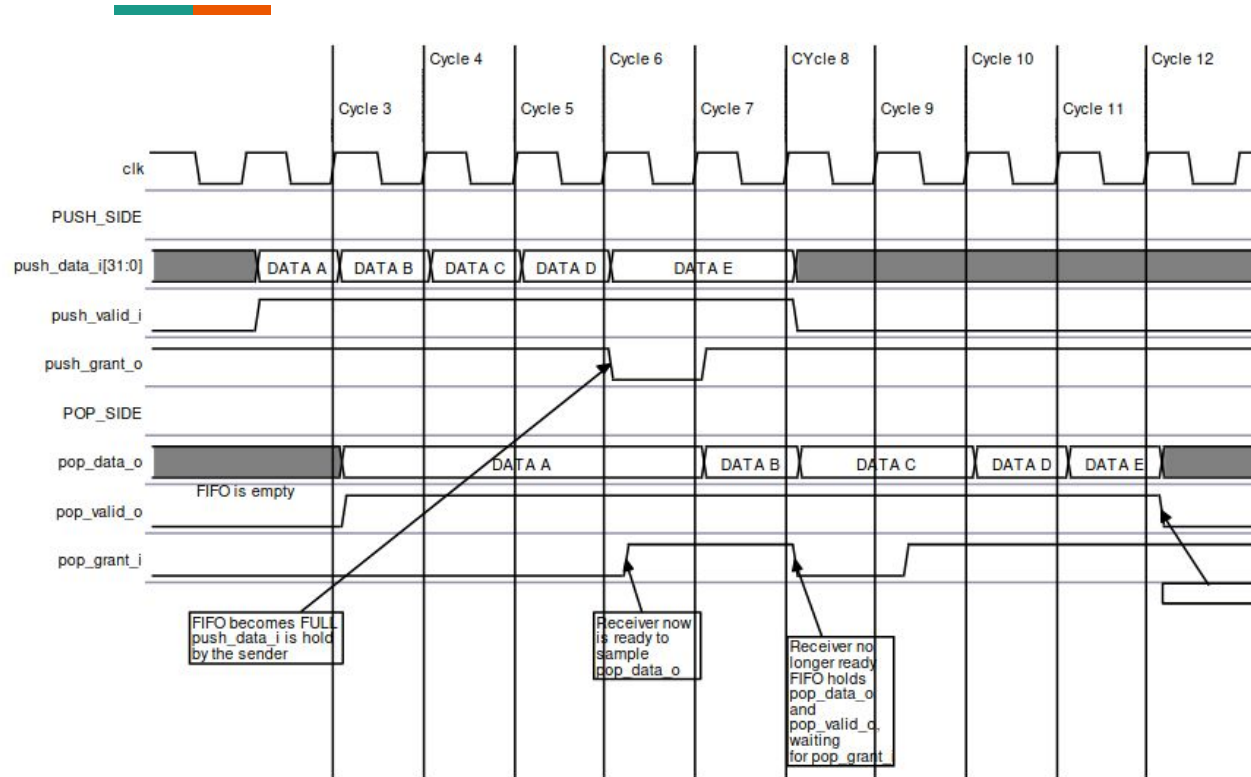 Cycle 4
Cycle 6
CYcle 8
Cycle 10
Cycle 12
Cycle 3
Cycle 5
Cycle 7
Cycle 9
Cycle 11
clk
PUSH_SIDE
push_data_i[31:0]
DATA A
DATA B
DATA C
DATA D
DATA E
push_valid_i
push_grant_o
POP_SIDE
pop_data_o
DATA A
DATA B
DATA C
DATA D
DATA E
FIFO is empty
pop_valid_o
pop_grant_i
FIFO becomes FULL
push_data_i is hold
by the sender
Receiver now
is ready to
sample
pop_data_o
Receiver no
longer ready
FIFO holds
pop_data_o
and
pop_valid_o,
waiting
for pop_grant_i